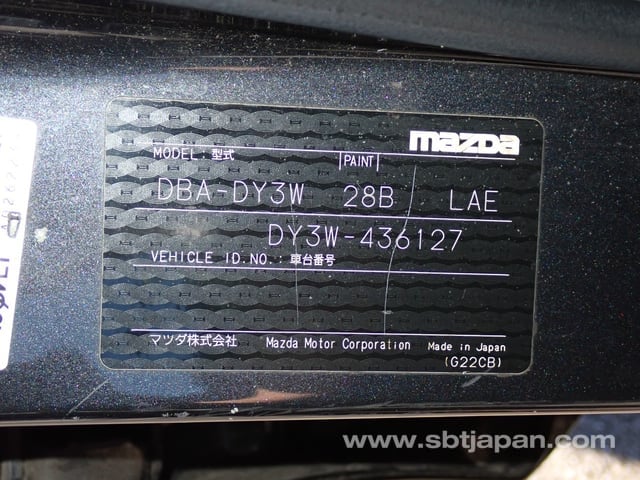 mazda
MODEL:型式 PAINT
DBA-DY3W 28B LAE
DY3W-436127
VEHICLE ID.NO.:車台番号
マツダ株式会社 Mazda Motor Corporation Made in Japan
(G22CB)
www.sbtjapan.com